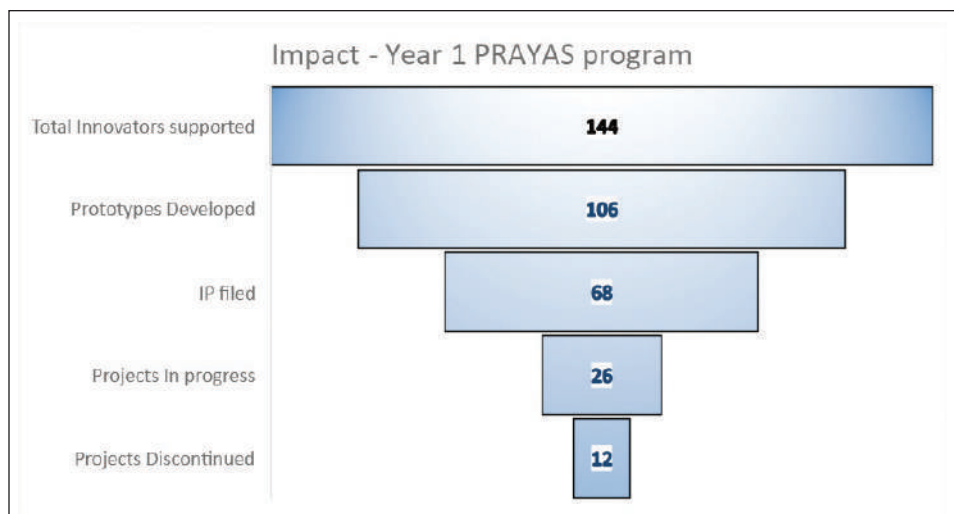 Impact - Year 1 PRAYAS program
Total Innovators supported
144
Prototypes Developed
106
IP filed
68
Projects In progress
26
Projects Discontinued
12